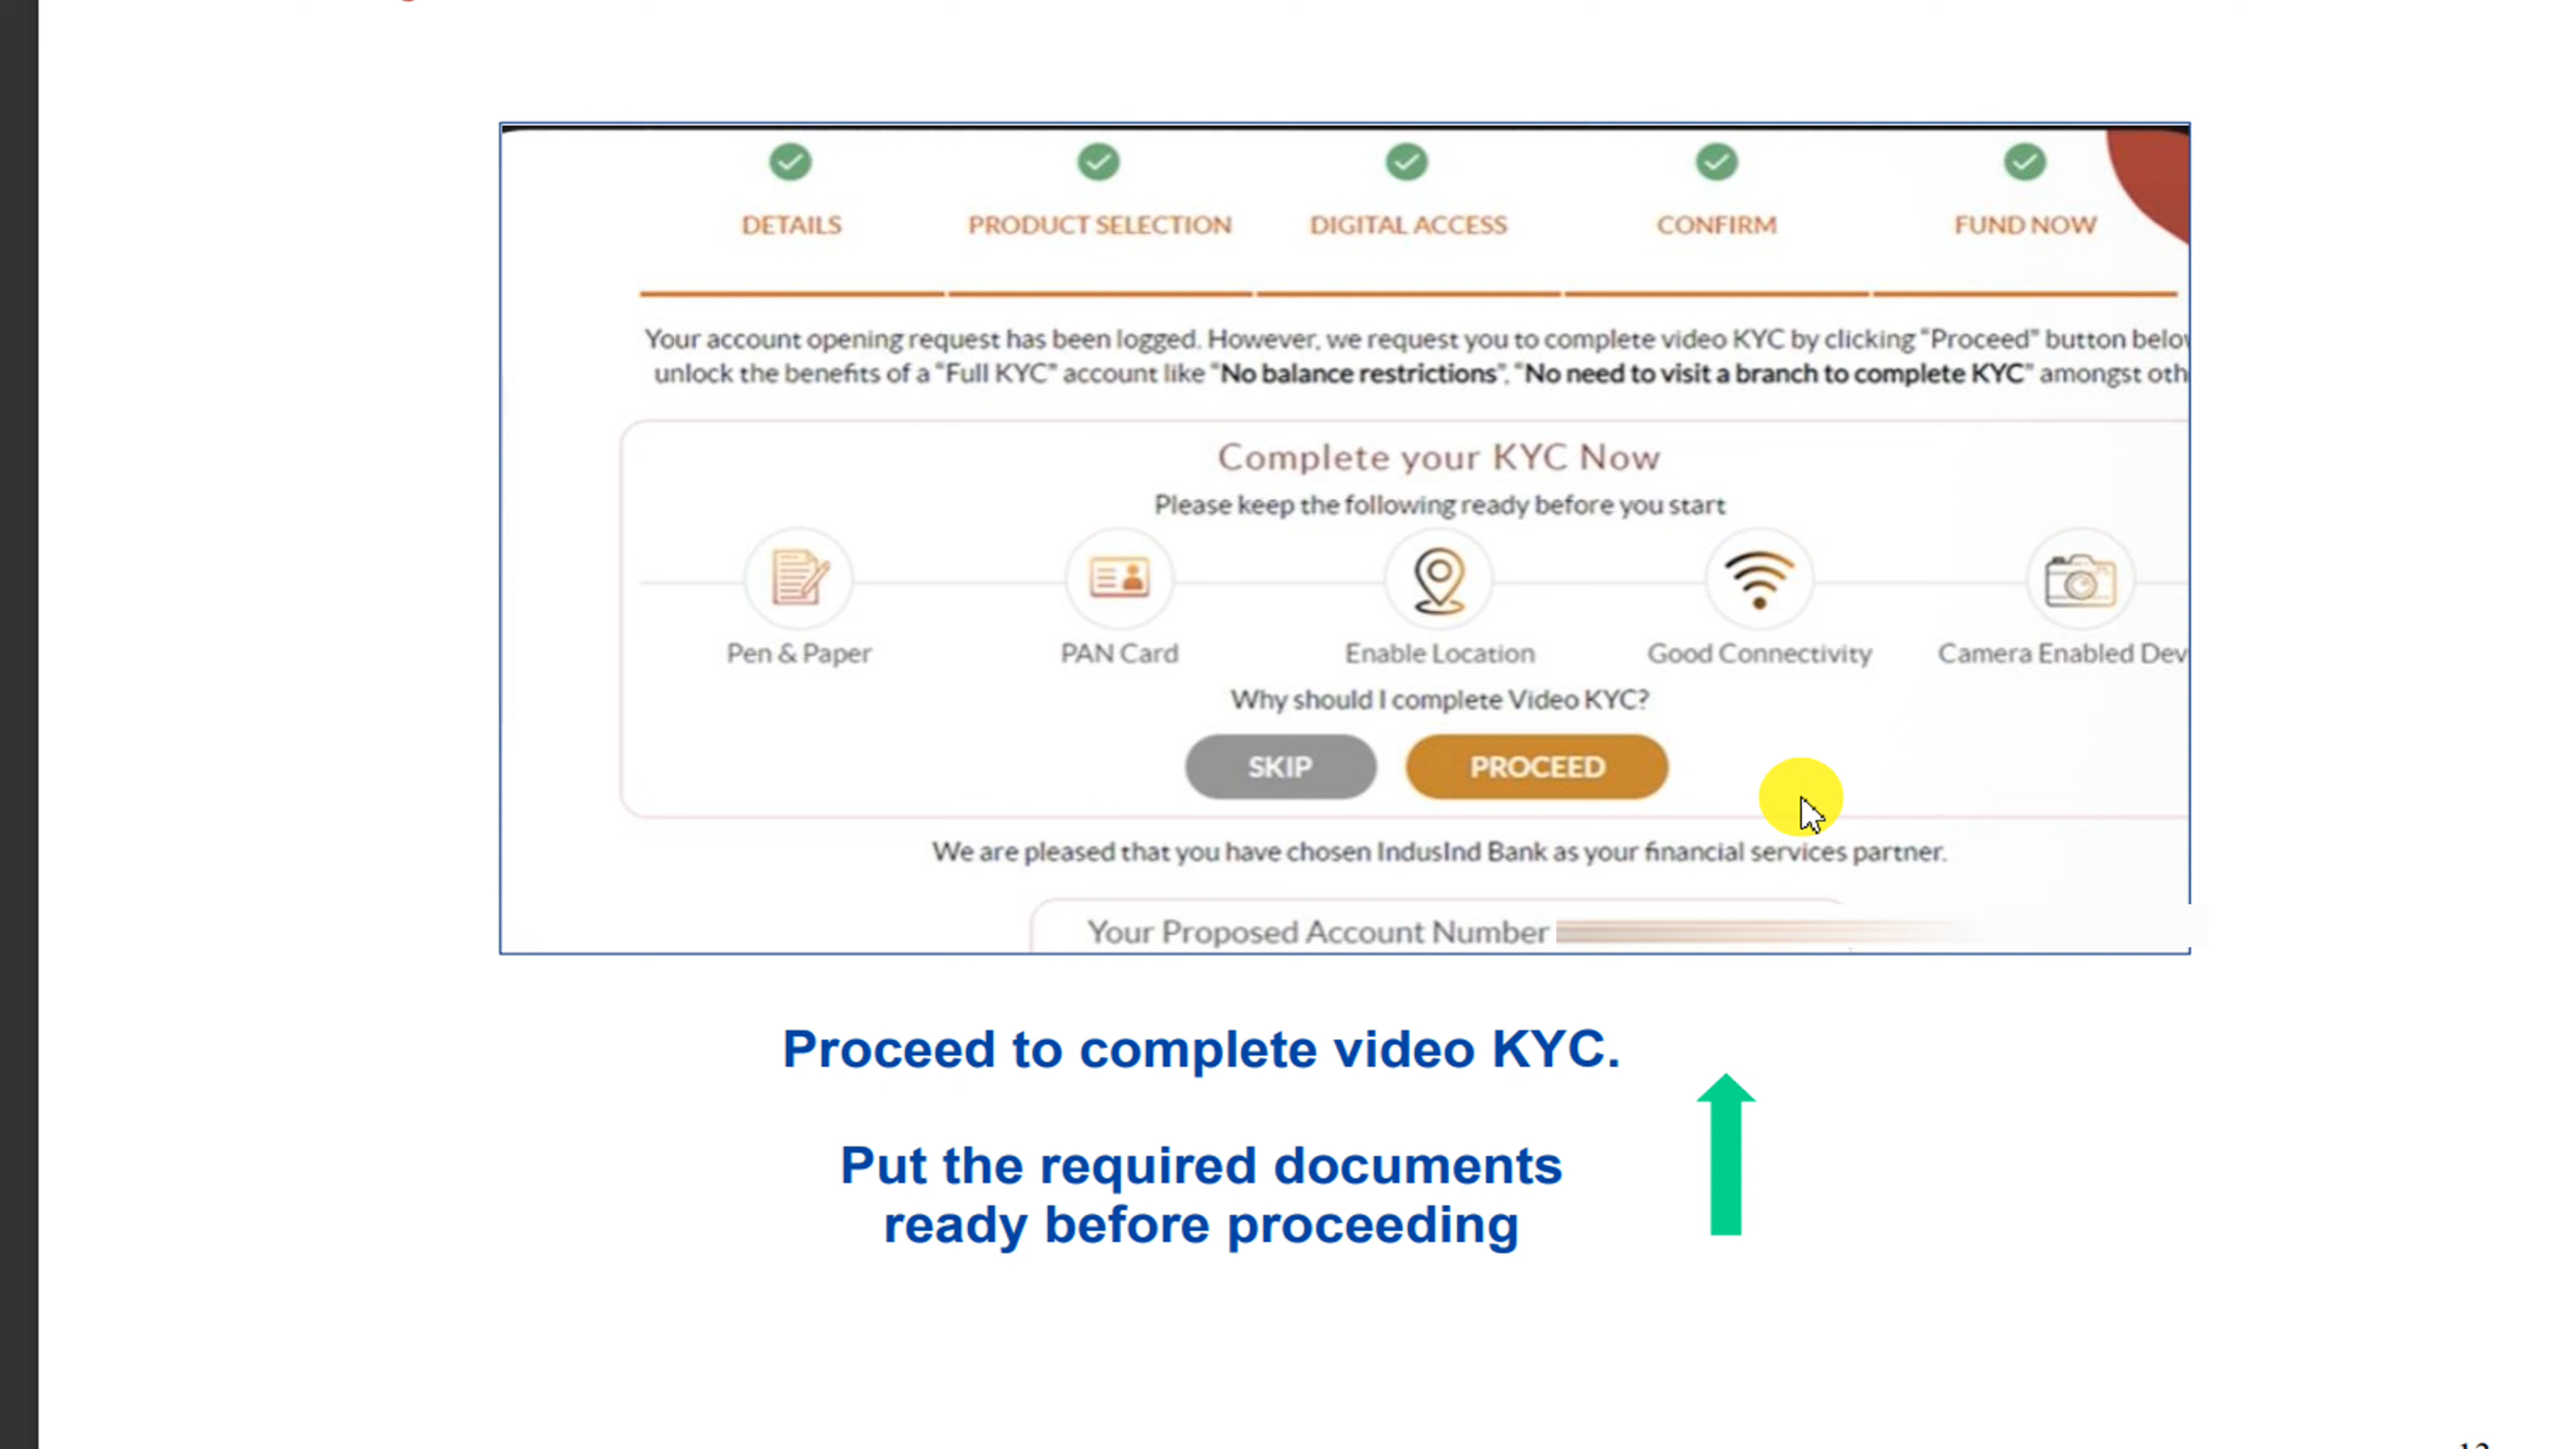 DETAILS PRODUCT SELECTION DIGITAL ACCESS CONFIRM FUND NOW
Your account opening request has been logged. However, we request you to complete video KYC by clicking "Proceed" button
unlock the benefits of a "Full KYC" account like "No balance restrictions", "No need to visit a branch to complete KYC" amongst
Complete your KYC Now
Please keep the following ready before you start
Pen & Paper PAN Card Enable Location Good Connectivity Camera Enabled
Why should I complete Video KYC?
SKIP PROCEED
We are pleased that you have chosen IndusInd Bank as your financial services partner.
Your Proposed Account Number
Proceed to complete video KYC.
Put the required documents
ready before proceeding